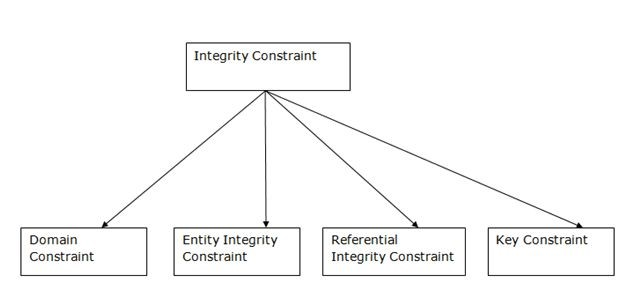 Integrity Constraint
Domain
Constraint
Entity Integrity
Constraint
Referential
Integrity Constraint
Key Constraint